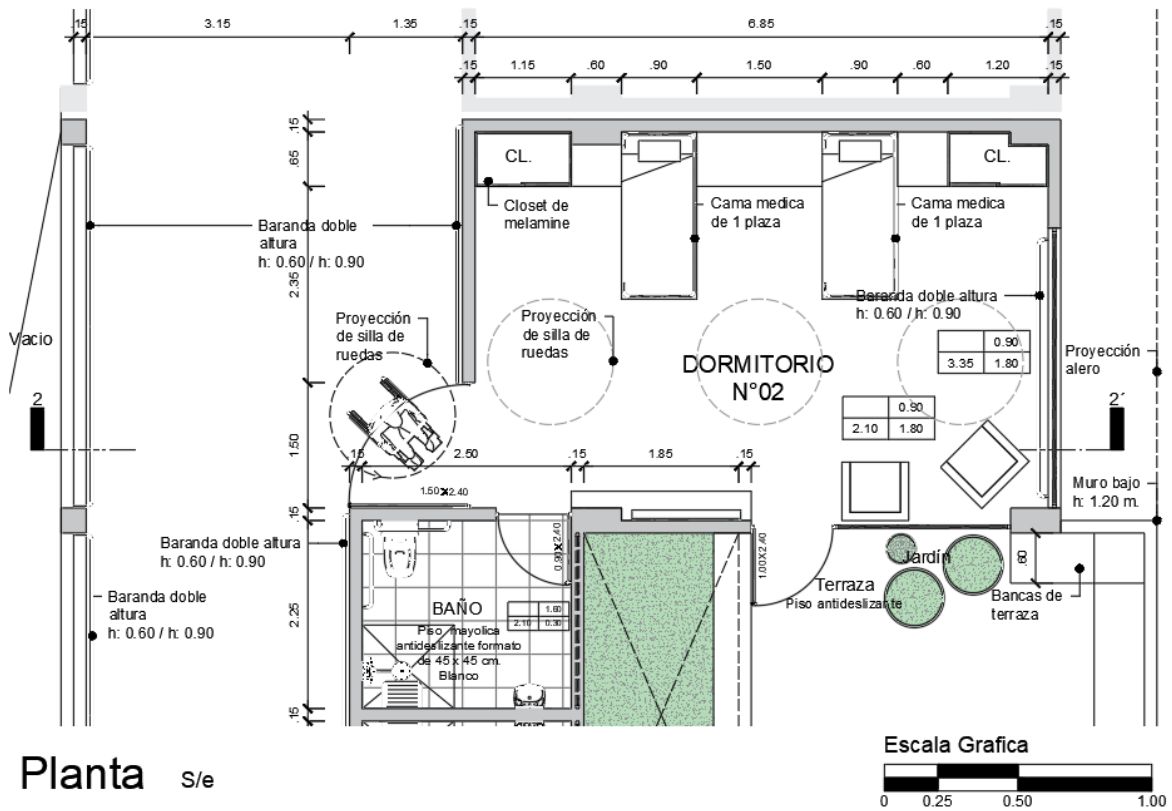 .15
3.15
1.35
.15
6.85
.15
.15
1.15
.60
.90
1.50
.90
.60
1.20
.15
.15
.65
2.35
1.50
.15
2.25
.15
CL.
CL.
Closet de
melamine
Cama medica
de 1 plaza
Cama medica
de 1 plaza
Baranda doble
altura
h: 0.60 / h: 0.90
Baranda doble altura
h: 0.60 / h: 0.90
Vacio
Proyección
de silla de
ruedas
Proyección
de silla de
ruedas
DORMITORIO
N°02
0.90
3.35 1.80
Proyección
alero
0.90
2.10 1.80
2
2´
.15
2.50
.15
1.85
.15
1.50X2.40
Muro bajo
h: 1.20 m.
Baranda doble altura
h: 0.60 / h: 0.90
0.90X2.40
1.00X2.40
Jardín
.60
Terraza
Piso antideslizante
Bancas de
terraza
Baranda doble
altura
h: 0.60 / h: 0.90
BAÑO
1.60
2.10 0.30
Piso mayolica
antideslizante formato
de 45 x 45 cm.
Blanco
Planta S/e
Escala Grafica
0 0.25 0.50 1.00